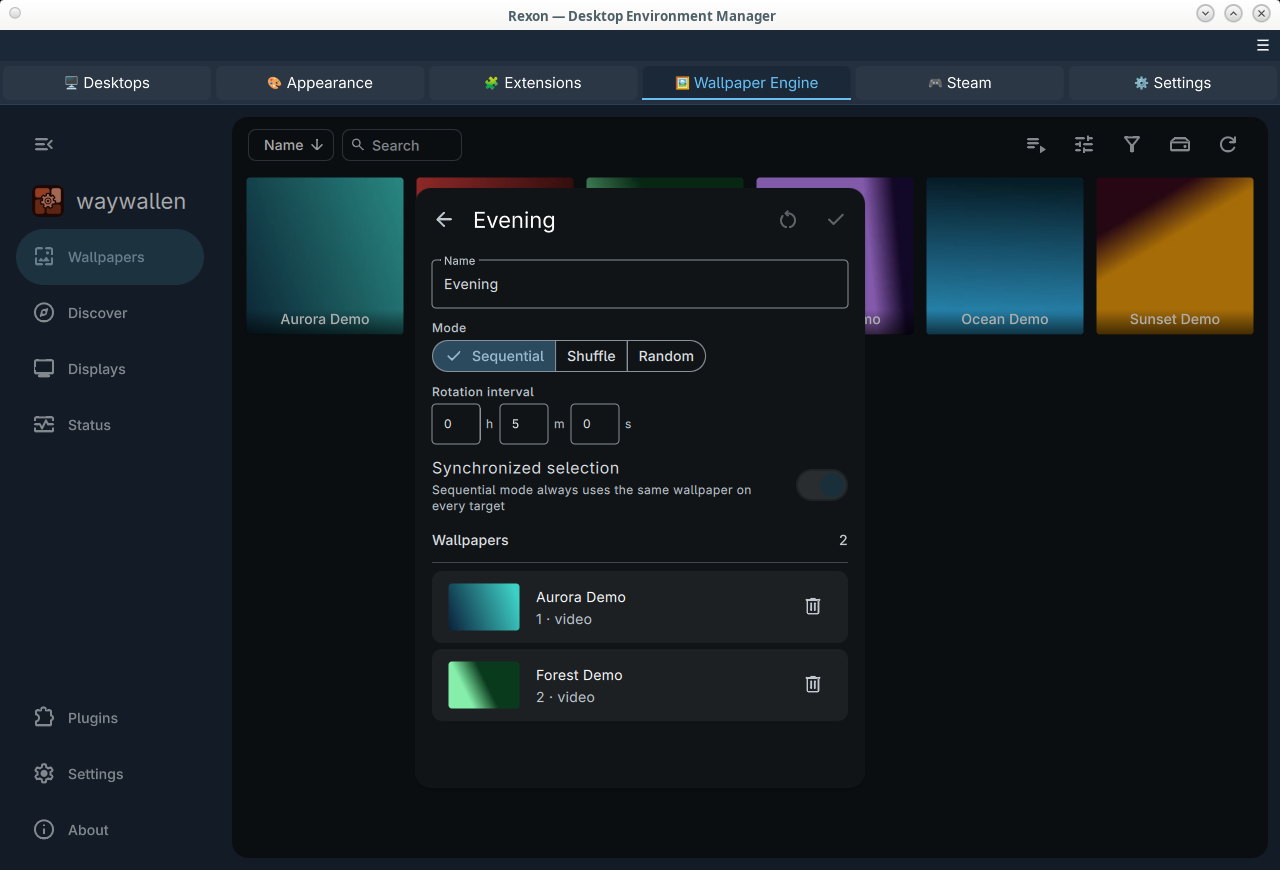 Rexon — Desktop Environment Manager
Desktops
Appearance
Extensions
Wallpaper Engine
Steam
Settings
waywallen
Wallpapers
Discover
Displays
Status
Plugins
Settings
About
Name
Search
Aurora Demo
mo
Ocean Demo
Sunset Demo
Evening
Name
Evening
Mode
Sequential
Shuffle
Random
Rotation interval
0 h 5 m 0 s
Synchronized selection
Sequential mode always uses the same wallpaper on
every target
Wallpapers
2
Aurora Demo
1 · video
Forest Demo
2 · video